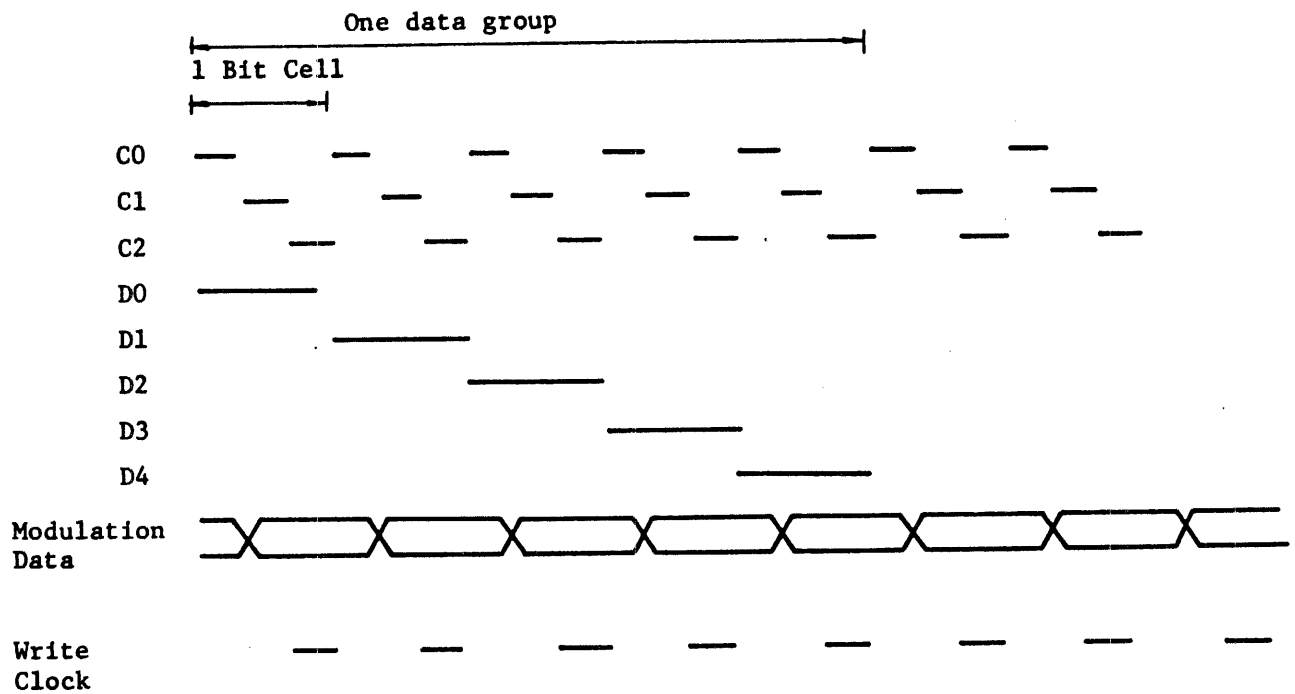 One data group
1 Bit Cell
C0
C1
C2
D0
D1
D2
D3
D4
Modulation
Data
Write
Clock